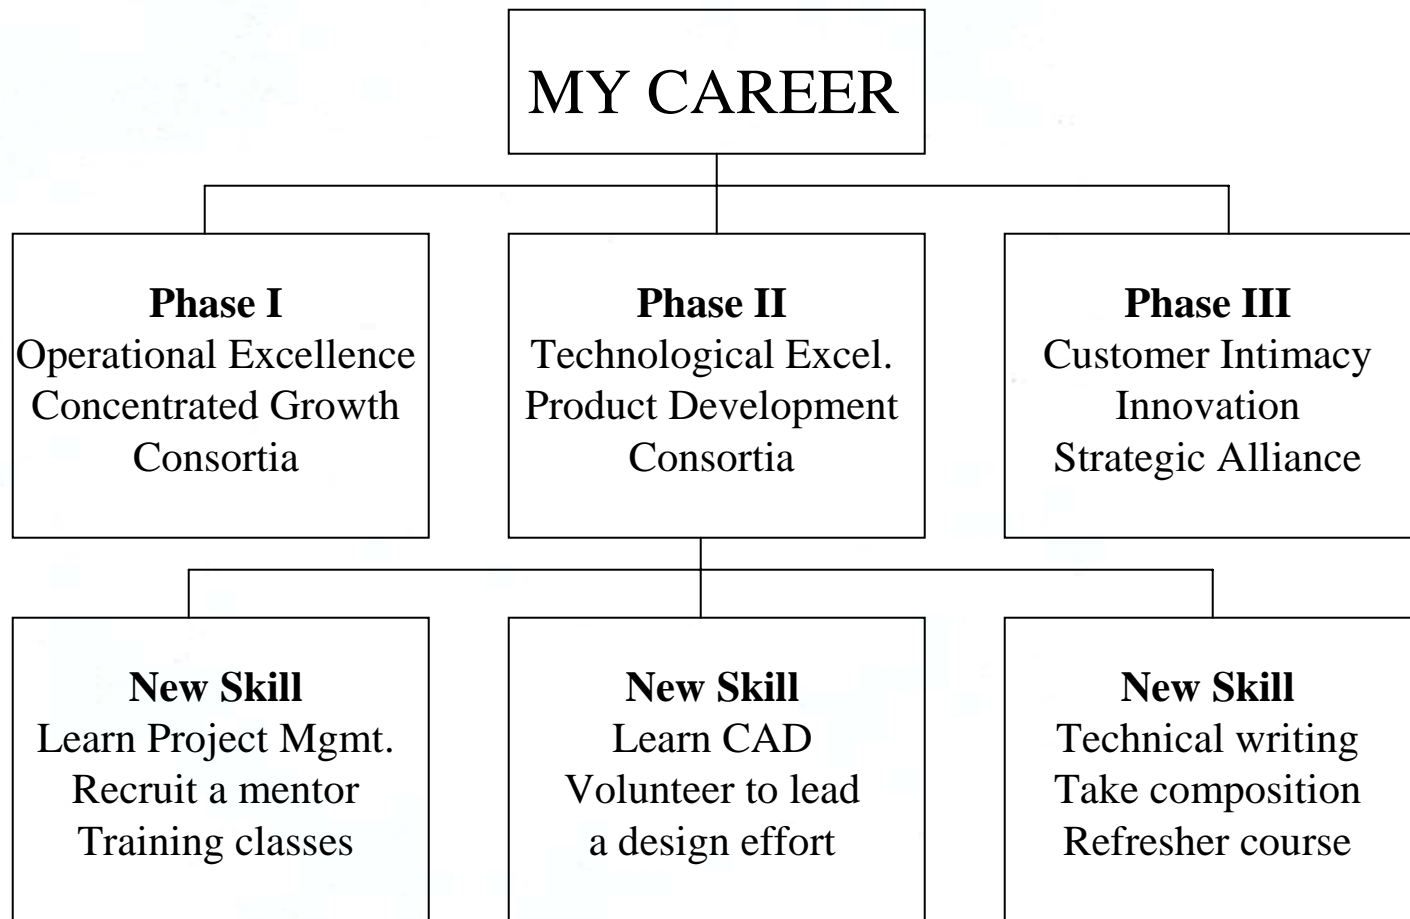 MY CAREER
Phase I
Operational Excellence
Concentrated Growth
Consortia
Phase II
Technological Excel.
Product Development
Consortia
Phase III
Customer Intimacy
Innovation
Strategic Alliance
New Skill
Learn Project Mgmt.
Recruit a mentor
Training classes
New Skill
Learn CAD
Volunteer to lead
a design effort
New Skill
Technical writing
Take composition
Refresher course